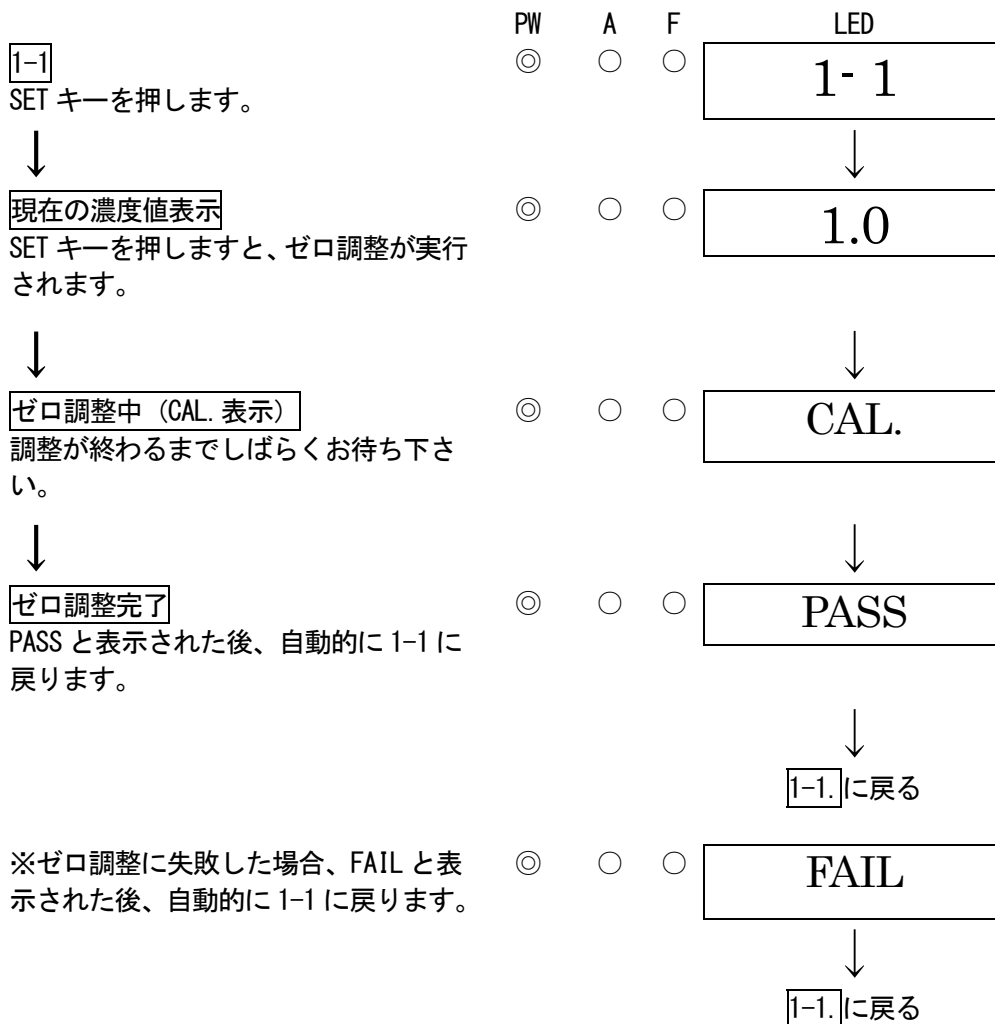 PW A F LED
1-1 ◎ ○ ○ 1- 1
SET キーを押します。
↓ ↓
現在の濃度値表示 ◎ ○ ○ 1.0
SET キーを押しますと、ゼロ調整が実行
されます。
↓ ↓
ゼロ調整中（CAL.表示） ◎ ○ ○ CAL.
調整が終わるまでしばらくお待ち下さ
い。
↓ ↓
ゼロ調整完了 ◎ ○ ○ PASS
PASS と表示された後、自動的に 1-1 に
戻ります。
↓
1-1.に戻る
※ゼロ調整に失敗した場合、FAIL と表 ◎ ○ ○ FAIL
示された後、自動的に 1-1 に戻ります。
↓
1-1.に戻る